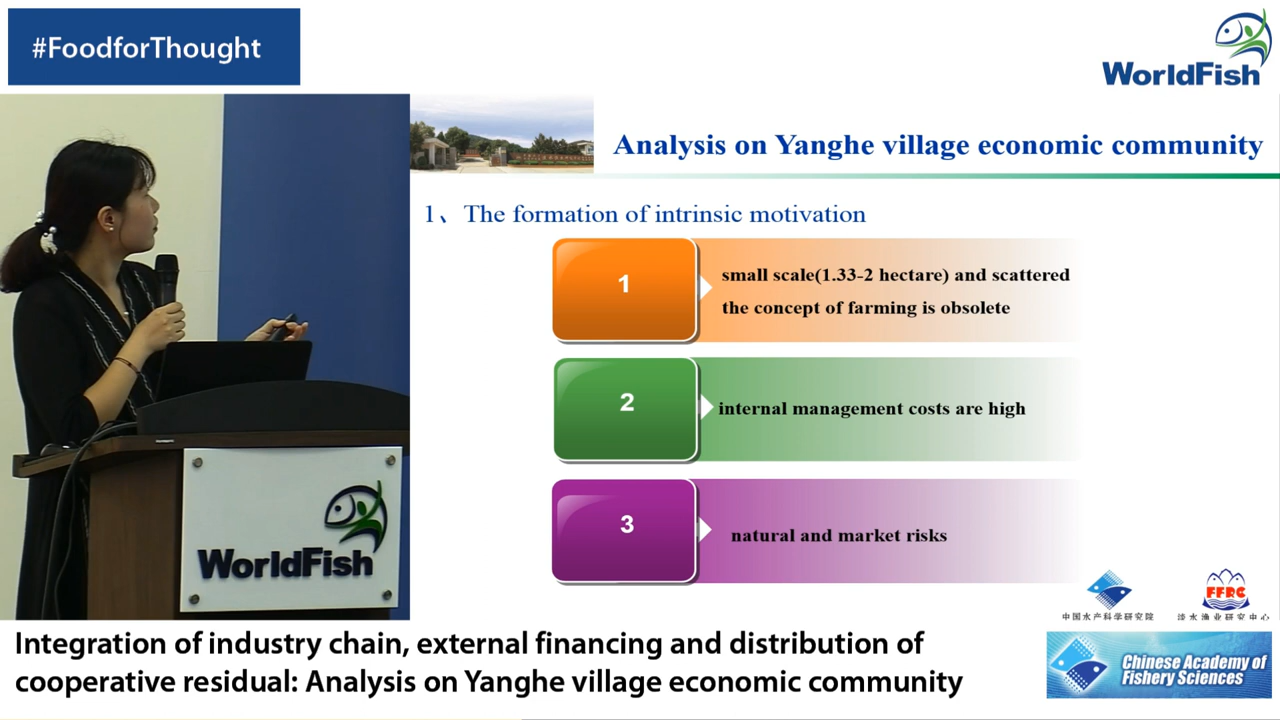 #FoodforThought
WorldFish
Analysis on Yanghe village economic community
1、The formation of intrinsic motivation
1
small scale(1.33-2 hectare) and scattered
the concept of farming is obsolete
2
internal management costs are high
3
natural and market risks
WorldFish
中国水产科学研究院
FFRC
淡水渔业研究中心
Integration of industry chain, external financing and distribution of
cooperative residual: Analysis on Yanghe village economic community
Chinese Academy of
Fishery Sciences